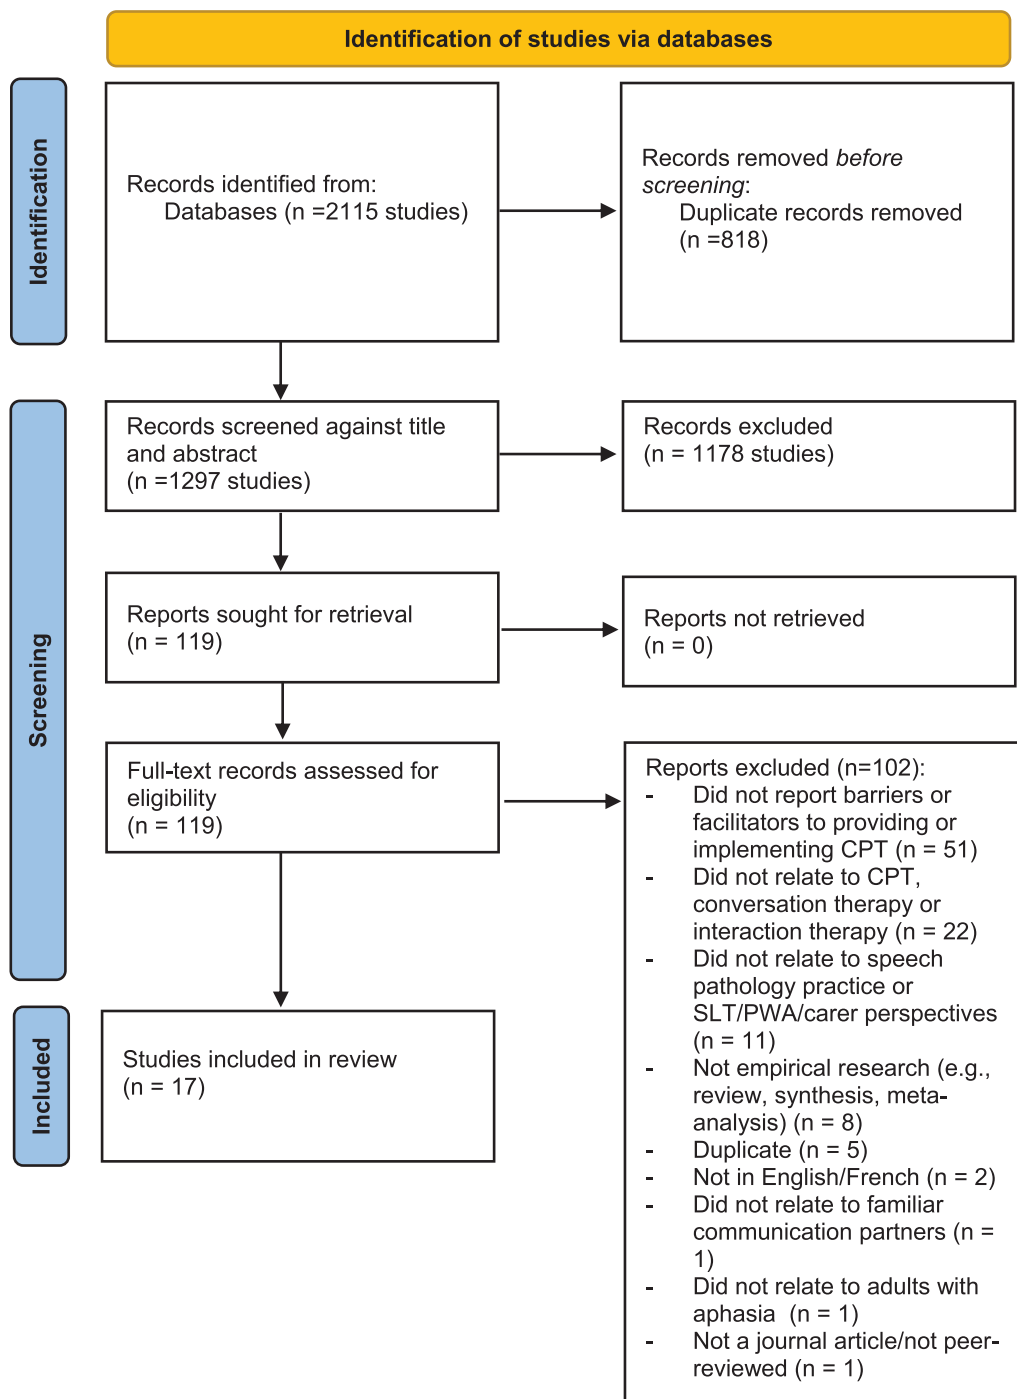 Identification of studies via databases
Identification
Records identified from:
Databases (n =2115 studies)
Records removed before
screening:
Duplicate records removed
(n =818)
Screening
Records screened against title
and abstract
(n =1297 studies)
Records excluded
(n = 1178 studies)
Reports sought for retrieval
(n = 119)
Reports not retrieved
(n = 0)
Full-text records assessed for
eligibility
(n = 119)
Reports excluded (n=102):
- Did not report barriers or
facilitators to providing or
implementing CPT (n = 51)
- Did not relate to CPT,
conversation therapy or
interaction therapy (n = 22)
- Did not relate to speech
pathology practice or
SLT/PWA/carer perspectives
(n = 11)
- Not empirical research (e.g.,
review, synthesis, meta-
analysis) (n = 8)
- Duplicate (n = 5)
- Not in English/French (n = 2)
- Did not relate to familiar
communication partners (n =
1)
- Did not relate to adults with
aphasia (n = 1)
- Not a journal article/not peer-
reviewed (n = 1)
Included
Studies included in review
(n = 17)